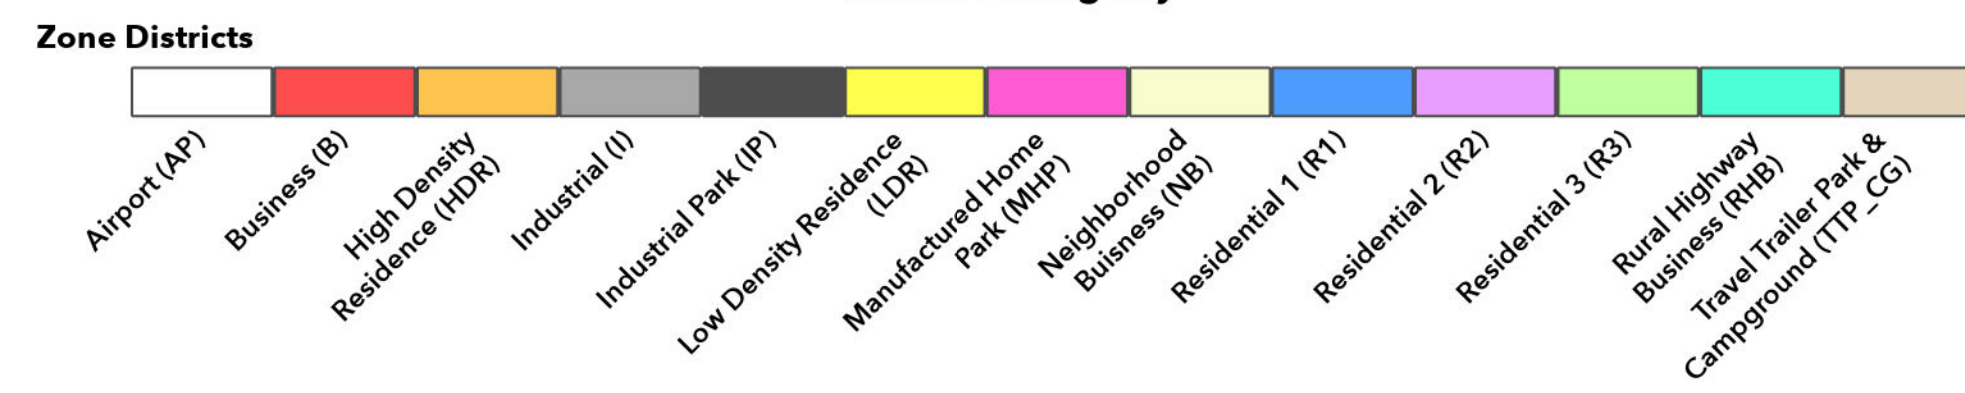 Zone Districts
Airport (AP)
Business (B)
High Density
Residence (HDR)
Industrial (I)
Industrial Park (IP)
Low Density Residence
(LDR)
Manufactured Home
Park (MHP)
Neighborhood
Buisness (NB)
Residential 1 (R1)
Residential 2 (R2)
Residential 3 (R3)
Rural Highway
Business (RHB)
Travel Trailer Park &
Campground (TTP_CG)